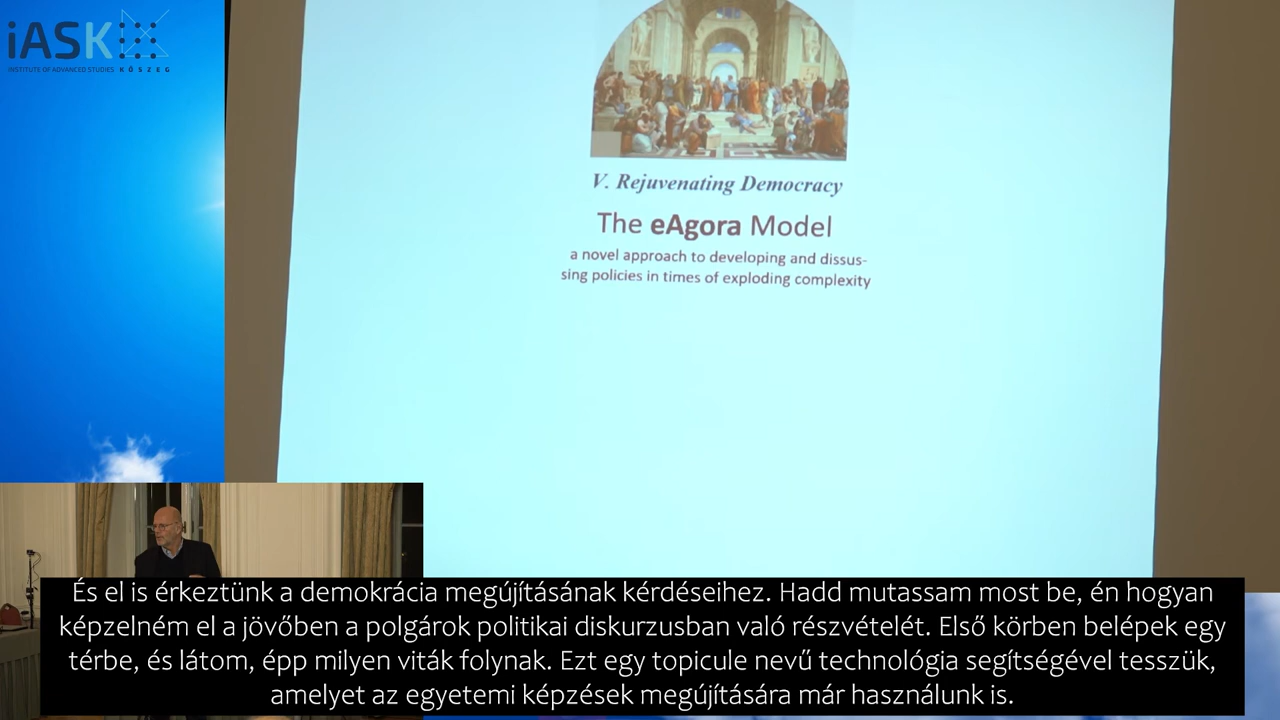 iASK
INSTITUTE OF ADVANCED STUDIES KŐSZEG
V. Rejuvenating Democracy
The eAgora Model
a novel approach to developing and dissus-
sing policies in times of exploding complexity
És el is érkeztünk a demokrácia megújításának kérdéseihez. Hadd mutassam most be, én hogyan
képzelném el a jövőben a polgárok politikai diskurzusban való részvételét. Első körben belépek egy
térbe, és látom, épp milyen viták folynak. Ezt egy topicule nevű technológia segítségével tesszük,
amelyet az egyetemi képzések megújítására már használunk is.